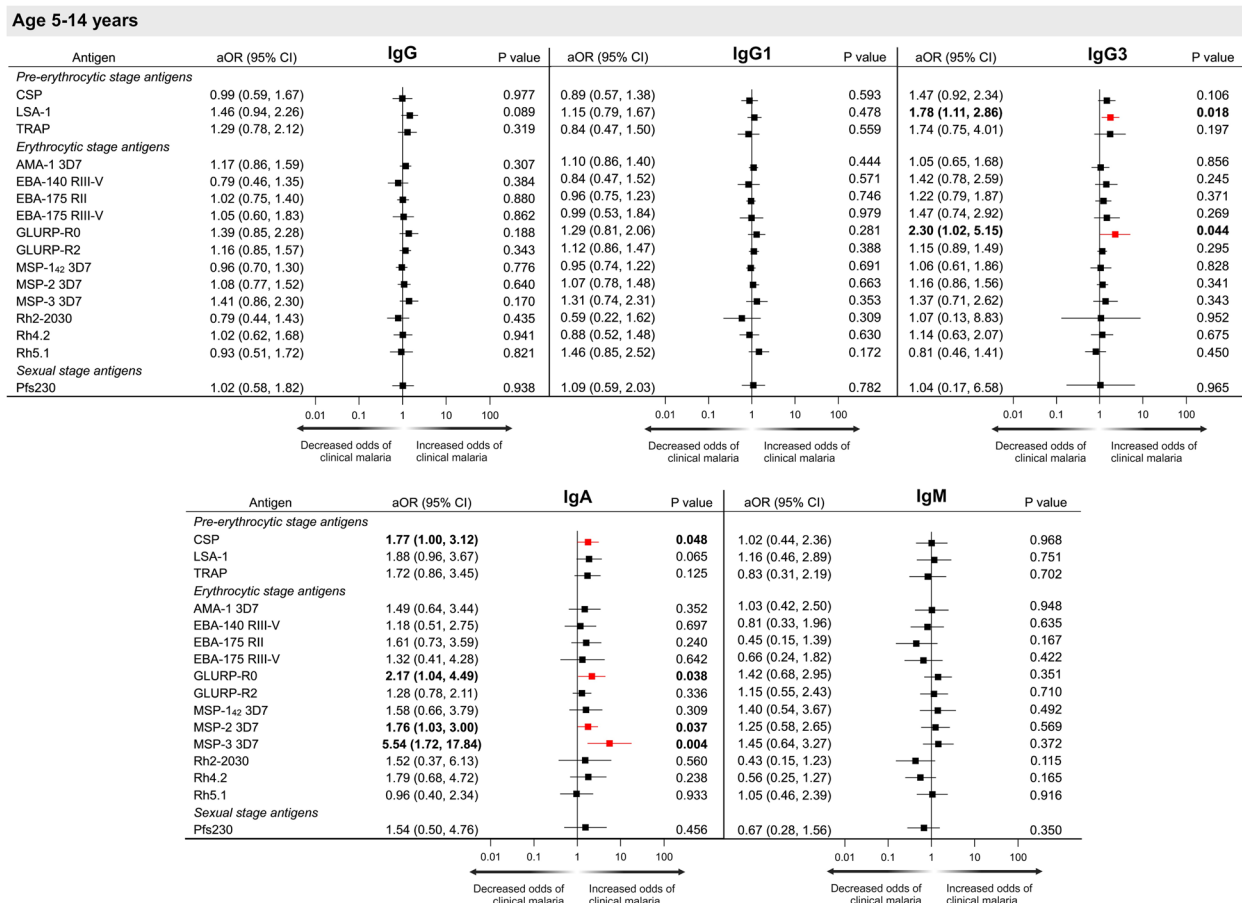 Age 5-14 years
Antigen aOR (95% CI) IgG P value aOR (95% CI) IgG1 P value aOR (95% CI) IgG3 P value
Pre-erythrocytic stage antigens
CSP 0.99 (0.59, 1.67) 0.977 0.89 (0.57, 1.38) 0.593 1.47 (0.92, 2.34) 0.106
LSA-1 1.46 (0.94, 2.26) 0.089 1.15 (0.79, 1.67) 0.478 1.78 (1.11, 2.86) 0.018
TRAP 1.29 (0.78, 2.12) 0.319 0.84 (0.47, 1.50) 0.559 1.74 (0.75, 4.01) 0.197
Erythrocytic stage antigens
AMA-1 3D7 1.17 (0.86, 1.59) 0.307 1.10 (0.86, 1.40) 0.444 1.05 (0.65, 1.68) 0.856
EBA-140 RIII-V 0.79 (0.46, 1.35) 0.384 0.84 (0.47, 1.52) 0.571 1.42 (0.78, 2.59) 0.245
EBA-175 RII 1.02 (0.75, 1.40) 0.880 0.96 (0.75, 1.23) 0.746 1.22 (0.79, 1.87) 0.371
EBA-175 RIII-V 1.05 (0.60, 1.83) 0.862 0.99 (0.53, 1.84) 0.979 1.47 (0.74, 2.92) 0.269
GLURP-R0 1.39 (0.85, 2.28) 0.188 1.29 (0.81, 2.06) 0.281 2.30 (1.02, 5.15) 0.044
GLURP-R2 1.16 (0.85, 1.57) 0.343 1.12 (0.86, 1.47) 0.388 1.15 (0.89, 1.49) 0.295
MSP-1₄₂ 3D7 0.96 (0.70, 1.30) 0.776 0.95 (0.74, 1.22) 0.691 1.06 (0.61, 1.86) 0.828
MSP-2 3D7 1.08 (0.77, 1.52) 0.640 1.07 (0.78, 1.48) 0.663 1.16 (0.86, 1.56) 0.341
MSP-3 3D7 1.41 (0.86, 2.30) 0.170 1.31 (0.74, 2.31) 0.353 1.37 (0.71, 2.62) 0.343
Rh2-2030 0.79 (0.44, 1.43) 0.435 0.59 (0.22, 1.62) 0.309 1.07 (0.13, 8.83) 0.952
Rh4.2 1.02 (0.62, 1.68) 0.941 0.88 (0.52, 1.48) 0.630 1.14 (0.63, 2.07) 0.675
Rh5.1 0.93 (0.51, 1.72) 0.821 1.46 (0.85, 2.52) 0.172 0.81 (0.46, 1.41) 0.450
Sexual stage antigens
Pfs230 1.02 (0.58, 1.82) 0.938 1.09 (0.59, 2.03) 0.782 1.04 (0.17, 6.58) 0.965
0.01 0.1 1 10 100 0.01 0.1 1 10 100 0.01 0.1 1 10 100
Decreased odds of Increased odds of Decreased odds of Increased odds of Decreased odds of Increased odds of
clinical malaria clinical malaria clinical malaria clinical malaria clinical malaria clinical malaria
Antigen aOR (95% CI) IgA P value aOR (95% CI) IgM P value
Pre-erythrocytic stage antigens
CSP 1.77 (1.00, 3.12) 0.048 1.02 (0.44, 2.36) 0.968
LSA-1 1.88 (0.96, 3.67) 0.065 1.16 (0.46, 2.89) 0.751
TRAP 1.72 (0.86, 3.45) 0.125 0.83 (0.31, 2.19) 0.702
Erythrocytic stage antigens
AMA-1 3D7 1.49 (0.64, 3.44) 0.352 1.03 (0.42, 2.50) 0.948
EBA-140 RIII-V 1.18 (0.51, 2.75) 0.697 0.81 (0.33, 1.96) 0.635
EBA-175 RII 1.61 (0.73, 3.59) 0.240 0.45 (0.15, 1.39) 0.167
EBA-175 RIII-V 1.32 (0.41, 4.28) 0.642 0.66 (0.24, 1.82) 0.422
GLURP-R0 2.17 (1.04, 4.49) 0.038 1.42 (0.68, 2.95) 0.351
GLURP-R2 1.28 (0.78, 2.11) 0.336 1.15 (0.55, 2.43) 0.710
MSP-1₄₂ 3D7 1.58 (0.66, 3.79) 0.309 1.40 (0.54, 3.67) 0.492
MSP-2 3D7 1.76 (1.03, 3.00) 0.037 1.25 (0.58, 2.65) 0.569
MSP-3 3D7 5.54 (1.72, 17.84) 0.004 1.45 (0.64, 3.27) 0.372
Rh2-2030 1.52 (0.37, 6.13) 0.560 0.43 (0.15, 1.23) 0.115
Rh4.2 1.79 (0.68, 4.72) 0.238 0.56 (0.25, 1.27) 0.165
Rh5.1 0.96 (0.40, 2.34) 0.933 1.05 (0.46, 2.39) 0.916
Sexual stage antigens
Pfs230 1.54 (0.50, 4.76) 0.456 0.67 (0.28, 1.56) 0.350
0.01 0.1 1 10 100 0.01 0.1 1 10 100
Decreased odds of Increased odds of Decreased odds of Increased odds of
clinical malaria clinical malaria clinical malaria clinical malaria